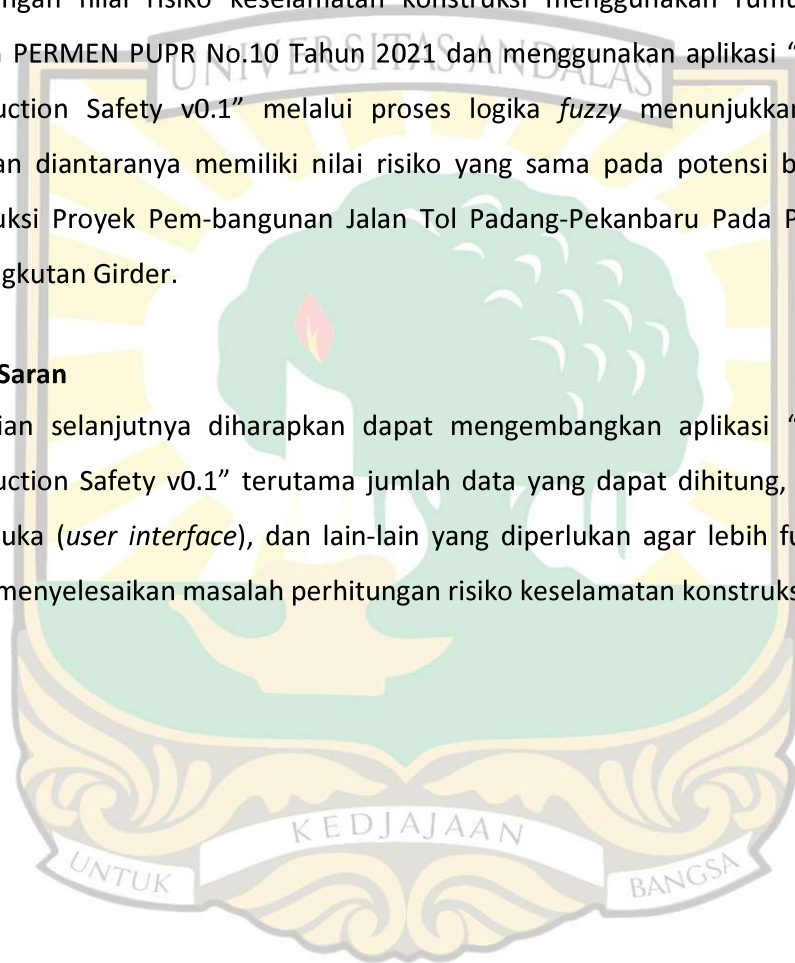 ngan nilai risiko keselamatan konstruksi menggunakan rumu
PERMEN PUPR No.10 Tahun 2021 dan menggunakan aplikasi “
uction Safety v0.1” melalui proses logika fuzzy menunjukkan
an diantaranya memiliki nilai risiko yang sama pada potensi b
uksi Proyek Pem-bangunan Jalan Tol Padang-Pekanbaru Pada P
gkutan Girder.
Saran
ian selanjutnya diharapkan dapat mengembangkan aplikasi “
uction Safety v0.1” terutama jumlah data yang dapat dihitung,
uka (user interface), dan lain-lain yang diperlukan agar lebih fu
menyelesaikan masalah perhitungan risiko keselamatan konstruks
UNIVERSITAS ANDALAS
KEDJAJAAN
UNTUK
BANGSA